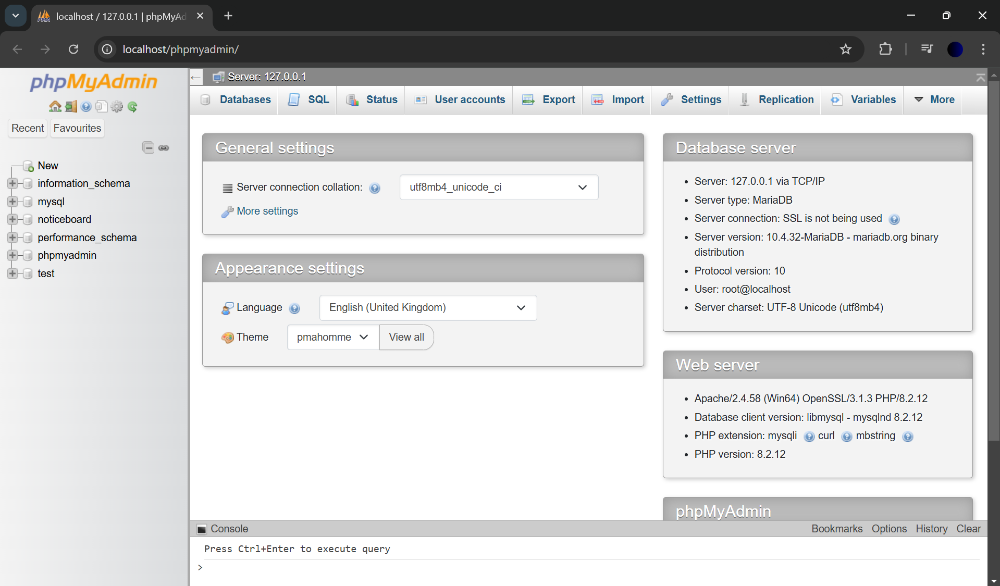 localhost / 127.0.0.1 | phpMyAd
localhost/phpmyadmin/
phpMyAdmin
Recent
Favourites
New
information_schema
mysql
noticeboard
performance_schema
phpmyadmin
test
Server: 127.0.0.1
Databases
SQL
Status
User accounts
Export
Import
Settings
Replication
Variables
More
General settings
Server connection collation:
utf8mb4_unicode_ci
More settings
Appearance settings
Language
English (United Kingdom)
Theme
pmahomme
View all
Database server
Server: 127.0.0.1 via TCP/IP
Server type: MariaDB
Server connection: SSL is not being used
Server version: 10.4.32-MariaDB - mariadb.org binary
distribution
Protocol version: 10
User: root@localhost
Server charset: UTF-8 Unicode (utf8mb4)
Web server
Apache/2.4.58 (Win64) OpenSSL/3.1.3 PHP/8.2.12
Database client version: libmysql - mysqlnd 8.2.12
PHP extension: mysqli curl mbstring
PHP version: 8.2.12
phpMyAdmin
Console
Bookmarks
Options
History
Clear
Press Ctrl+Enter to execute query
>